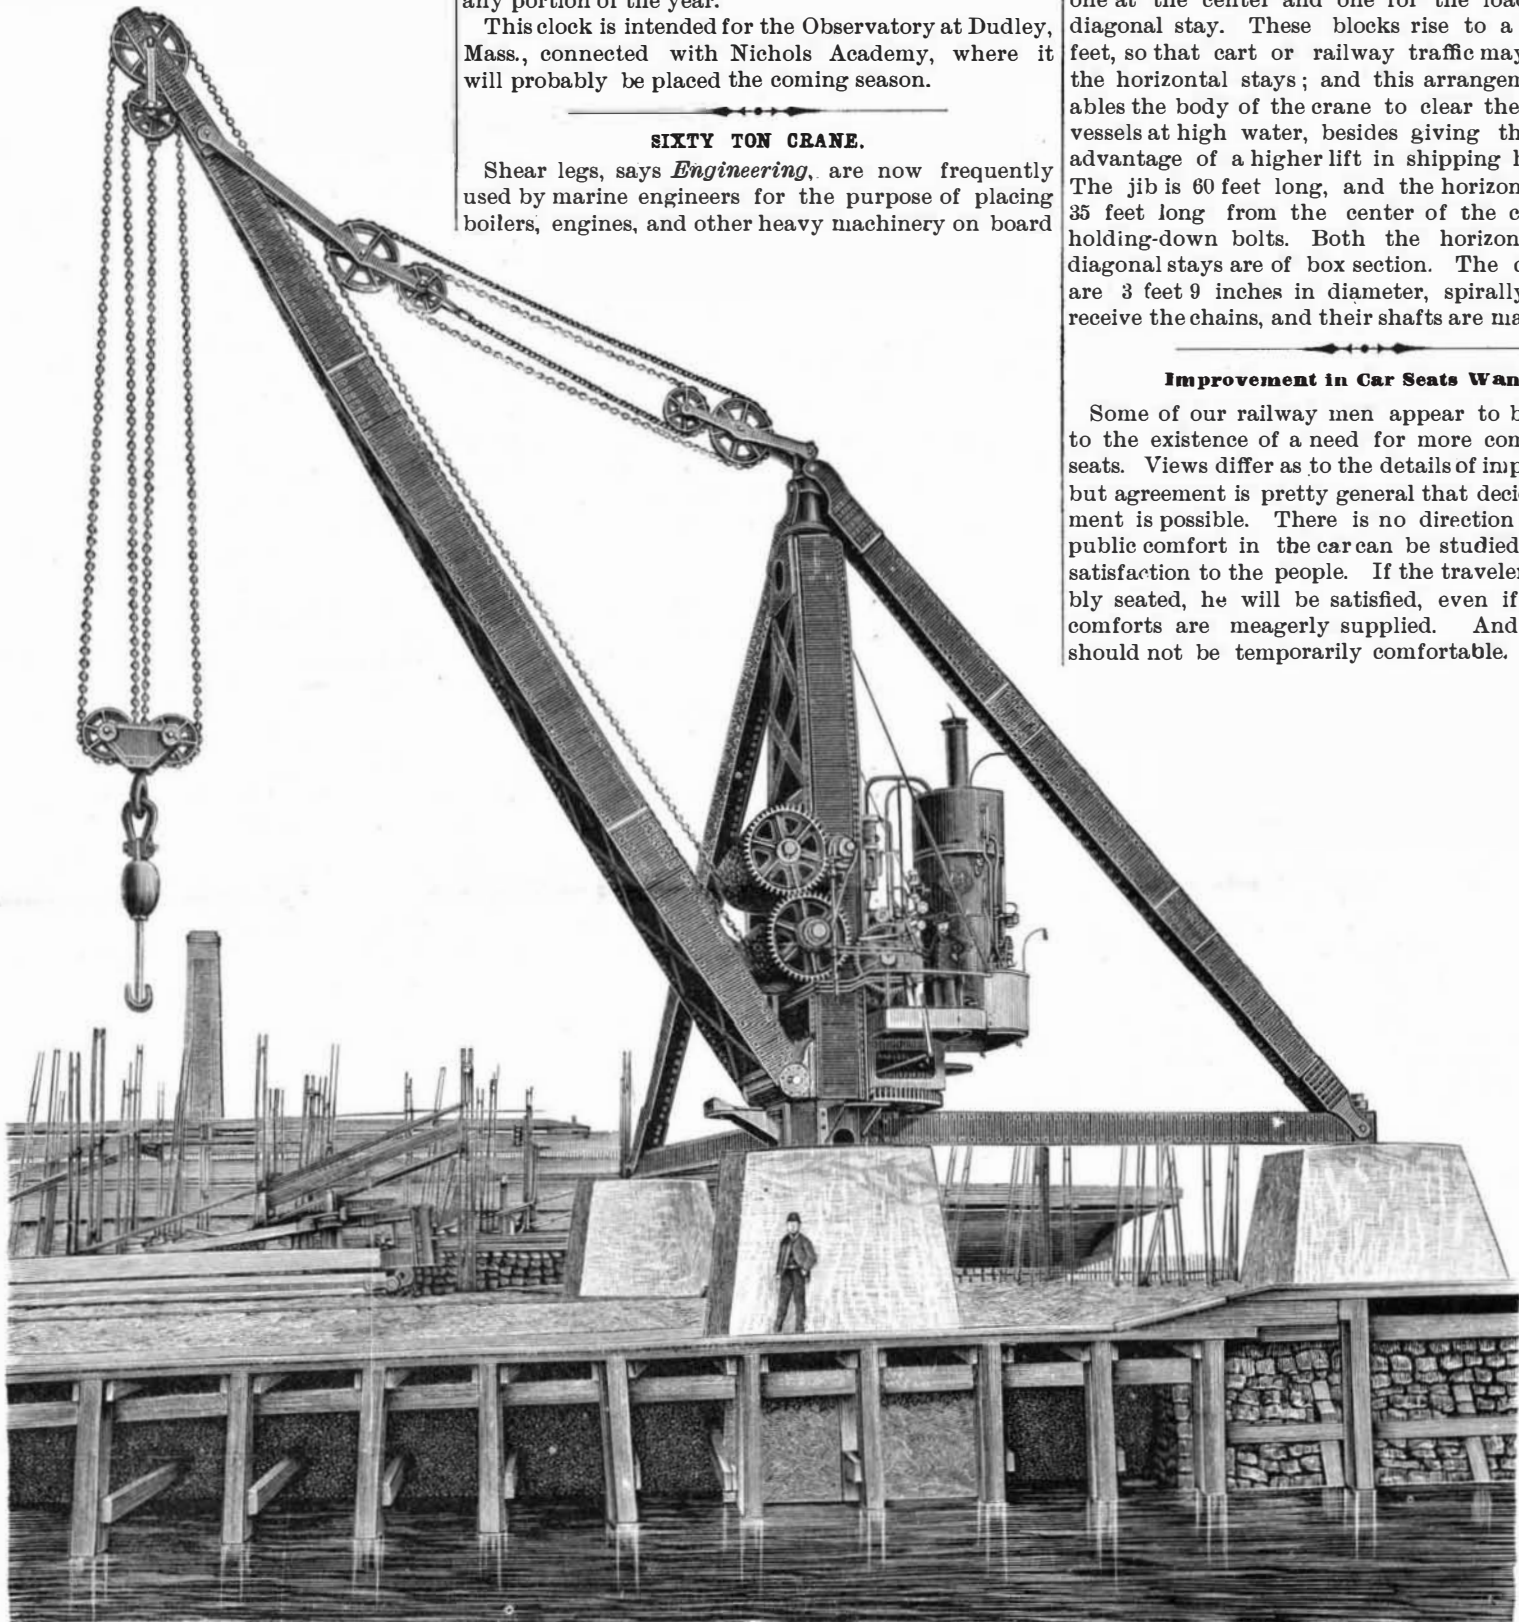 any portion of the year.
This clock is intended for the Observatory at Dudley,
Mass., connected with Nichols Academy, where it
will probably be placed the coming season.
SIXTY TON CRANE.
Shear legs, says Engineering, are now frequently
used by marine engineers for the purpose of placing
boilers, engines, and other heavy machinery on board
one at the center and one for the
diagonal stay. These blocks rise to a
feet, so that cart or railway traffic may
the horizontal stays; and this
ables the body of the crane to clear the
vessels at high water, besides giving
advantage of a higher lift in shipping
The jib is 60 feet long, and the
35 feet long from the center of the
holding-down bolts. Both the
diagonal stays are of box section. The
are 3 feet 9 inches in diameter, spirally
receive the chains, and their shafts are
Improvement in Car Seats
Some of our railway men appear to
to the existence of a need for more
seats. Views differ as to the details of
but agreement is pretty general that
ment is possible. There is no direction
public comfort in the car can be studied
satisfaction to the people. If the
bly seated, he will be satisfied, even if
comforts are meagerly supplied. And
should not be temporarily comfortable.